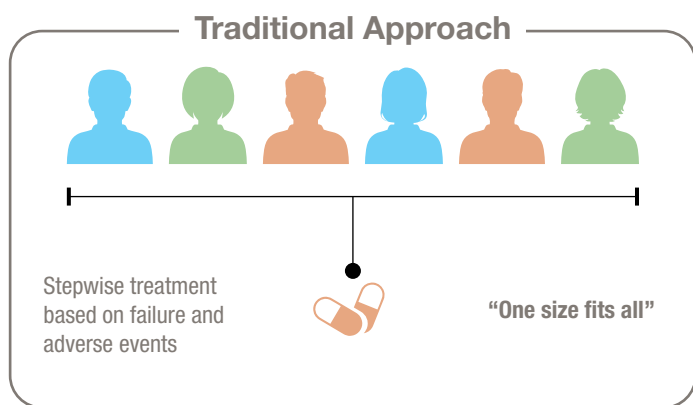 Traditional Approach
Stepwise treatment
based on failure and
adverse events
“One size fits all”